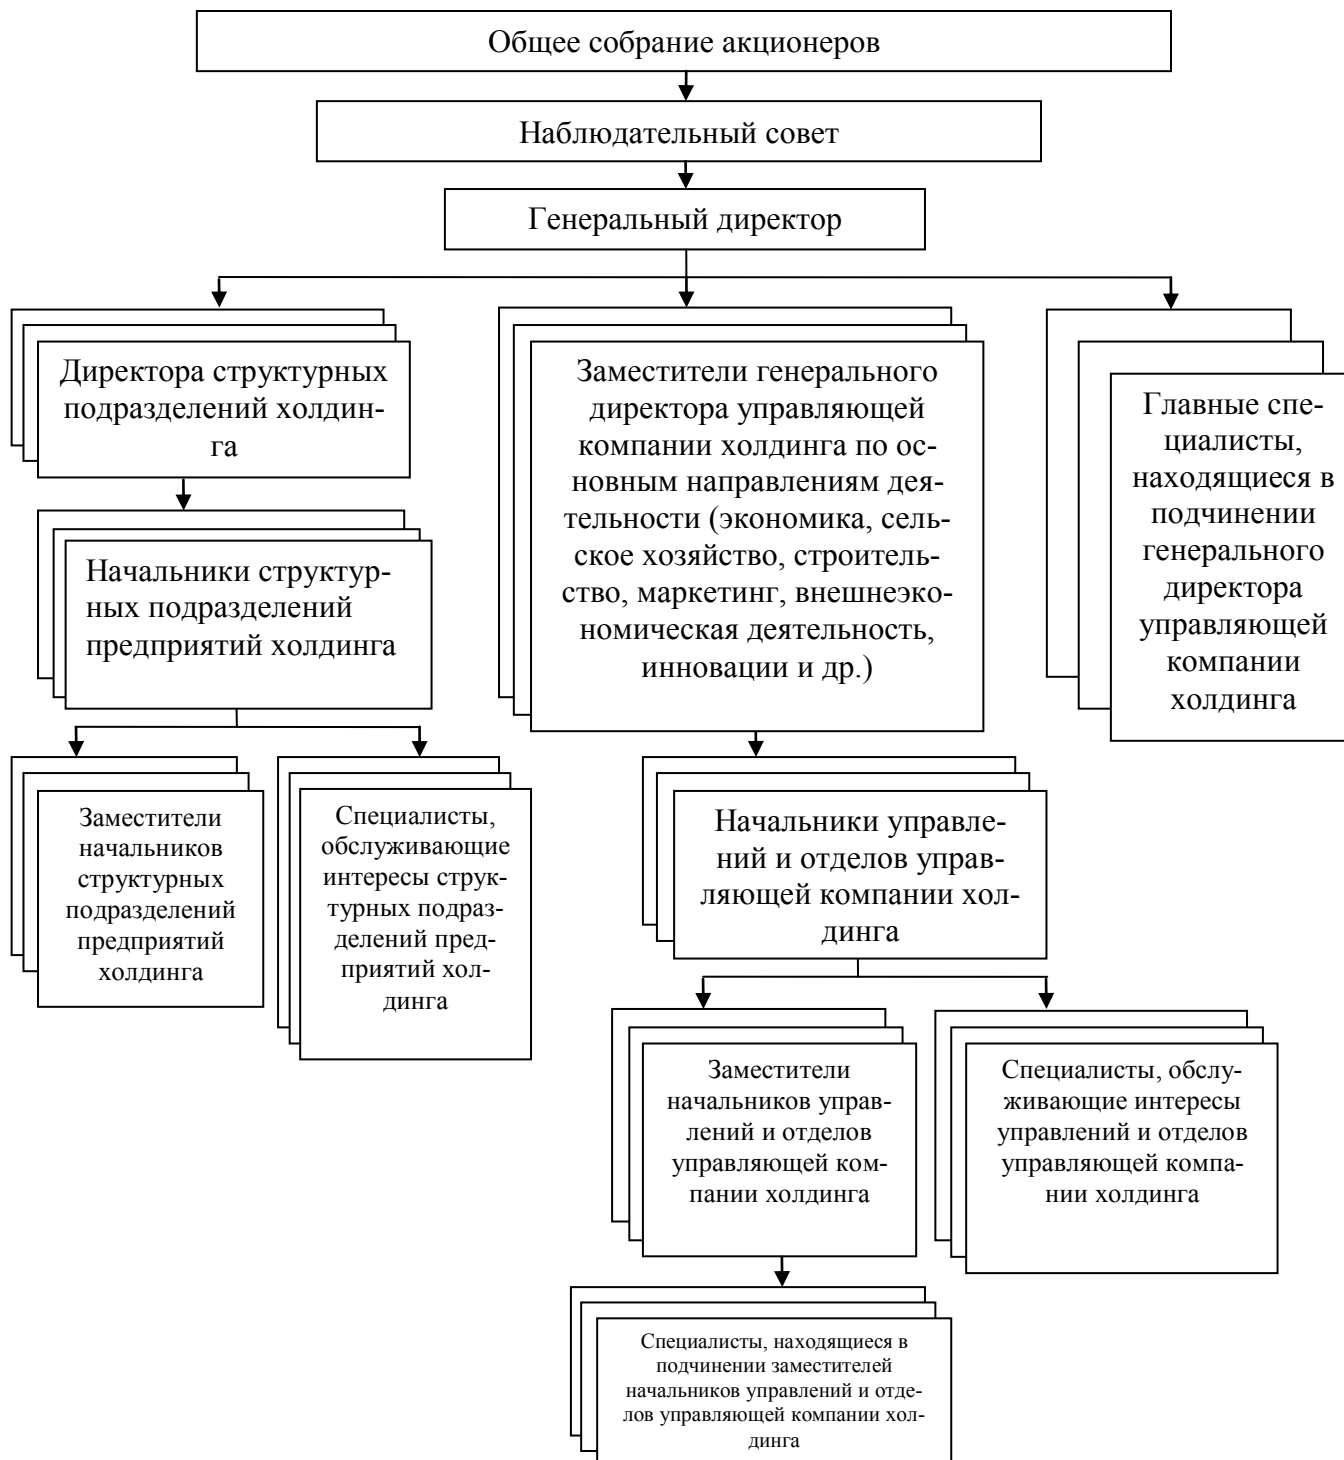 Общее собрание акционеров
Наблюдательный совет
Генеральный директор
Директора структурных
подразделений холдин-
га
Заместители генерального
директора управляющей
компании холдинга по ос-
новным направлениям дея-
тельности (экономика, сель-
ское хозяйство, строитель-
ство, маркетинг, внешнеэко-
номическая деятельность,
инновации и др.)
Главные спе-
циалисты,
находящиеся в
подчинении
генерального
директора
управляющей
компании
холдинга
Начальники структур-
ных подразделений
предприятий холдинга
Заместители
начальников
структурных
подразделений
предприятий
холдинга
Специалисты,
обслуживающие
интересы струк-
турных подраз-
делений пред-
приятий хол-
динга
Начальники управле-
ний и отделов управ-
ляющей компании хол-
динга
Заместители
начальников управ-
лений и отделов
управляющей ком-
пании холдинга
Специалисты, обслу-
живающие интересы
управлений и отделов
управляющей компа-
нии холдинга
Специалисты, находящиеся в
подчинении заместителей
начальников управлений и отде-
лов управляющей компании хол-
динга